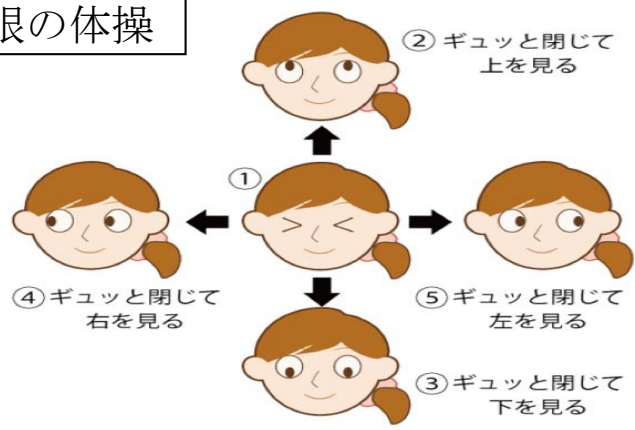 眼の体操
② ギュッと閉じて
上を見る
①
④ ギュッと閉じて
右を見る
⑤ ギュッと閉じて
左を見る
③ ギュッと閉じて
下を見る